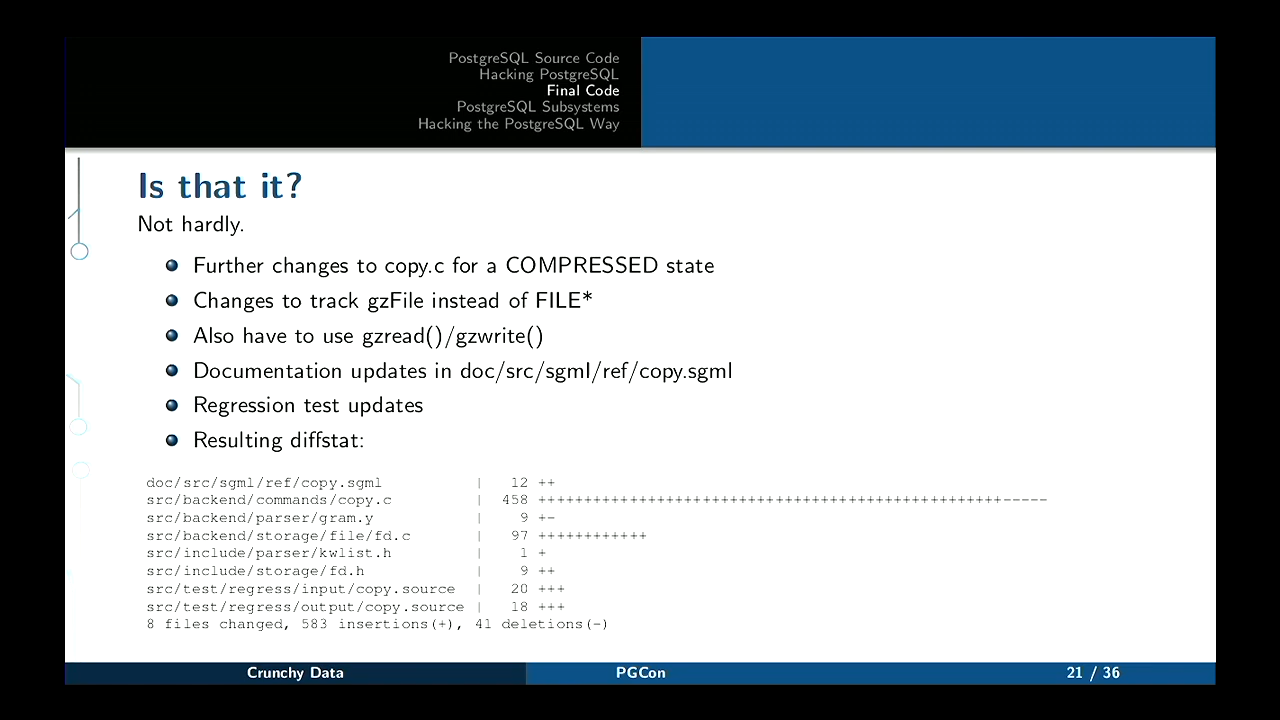 PostgreSQL Source Code
Hacking PostgreSQL
Final Code
PostgreSQL Subsystems
Hacking the PostgreSQL Way
Is that it?
Not hardly.
Further changes to copy.c for a COMPRESSED state
Changes to track gzFile instead of FILE*
Also have to use gzread()/gzwrite()
Documentation updates in doc/src/sgml/ref/copy.sgml
Regression test updates
Resulting diffstat:
doc/src/sgml/ref/copy.sgml | 12 ++
src/backend/commands/copy.c | 458 +++++++++++++++++++++++++++++++++++++++++++++++++++-----
src/backend/parser/gram.y | 9 +-
src/backend/storage/file/fd.c | 97 ++++++++++++
src/include/parser/kwlist.h | 1 +
src/include/storage/fd.h | 9 ++
src/test/regress/input/copy.source | 20 +++
src/test/regress/output/copy.source | 18 +++
8 files changed, 583 insertions(+), 41 deletions(-)
Crunchy Data PGCon 21 / 36